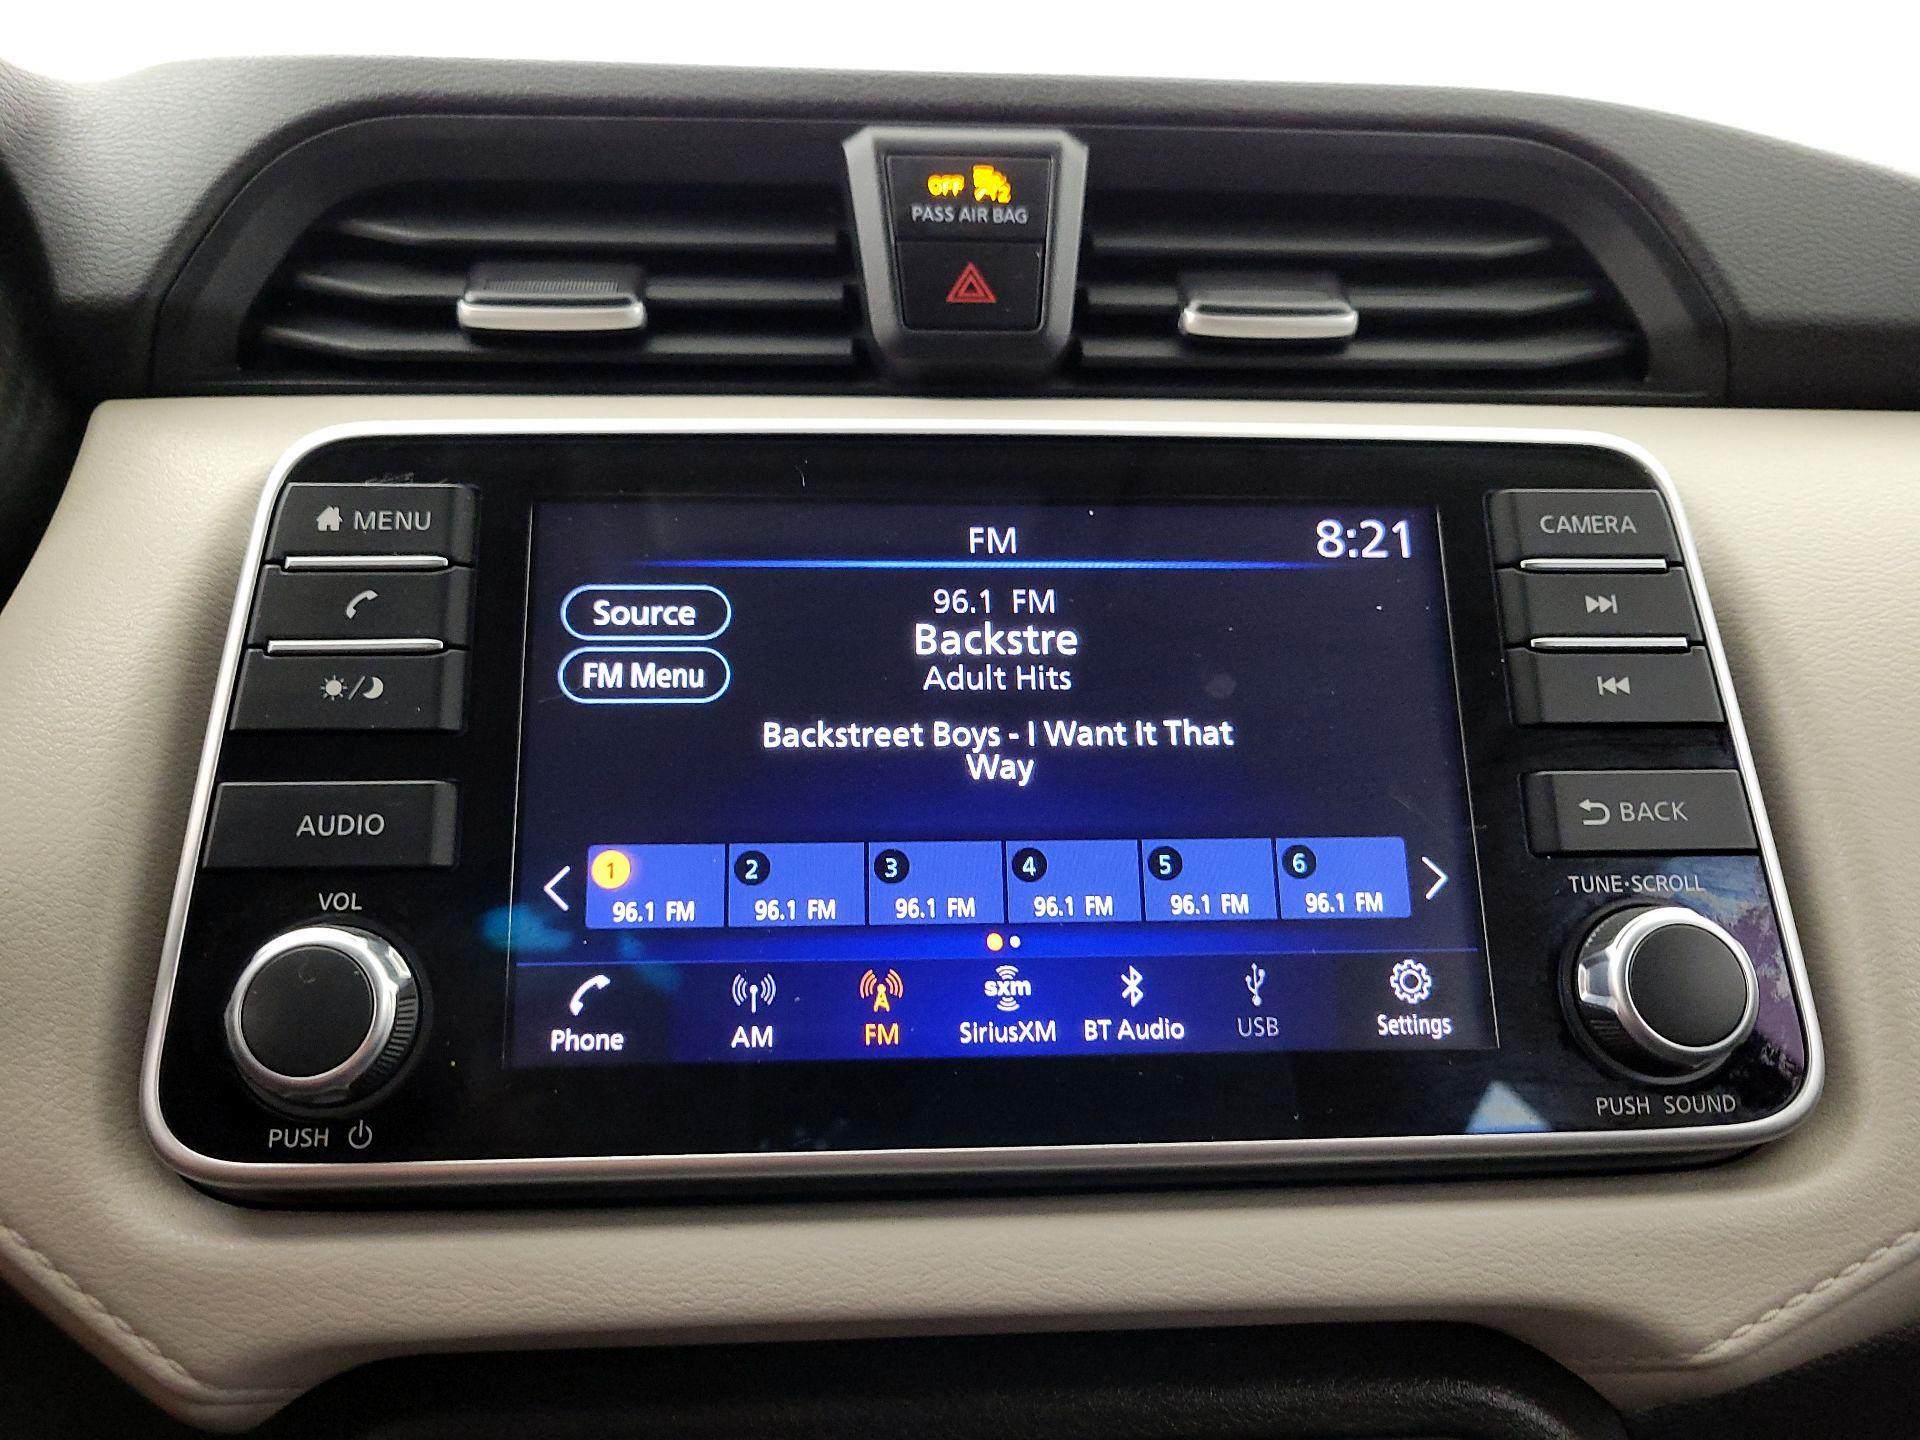 OFF 2
PASS AIR BAG
MENU
CAMERA
FM 8:21
Source
96.1 FM
Backstre
FM Menu
Adult Hits
Backstreet Boys - I Want It That
Way
AUDIO
BACK
1 2 3 4 5 6
96.1 FM 96.1 FM 96.1 FM 96.1 FM 96.1 FM 96.1 FM
VOL
TUNE·SCROLL
sxm
Phone AM FM SiriusXM BT Audio USB Settings
PUSH
PUSH SOUND